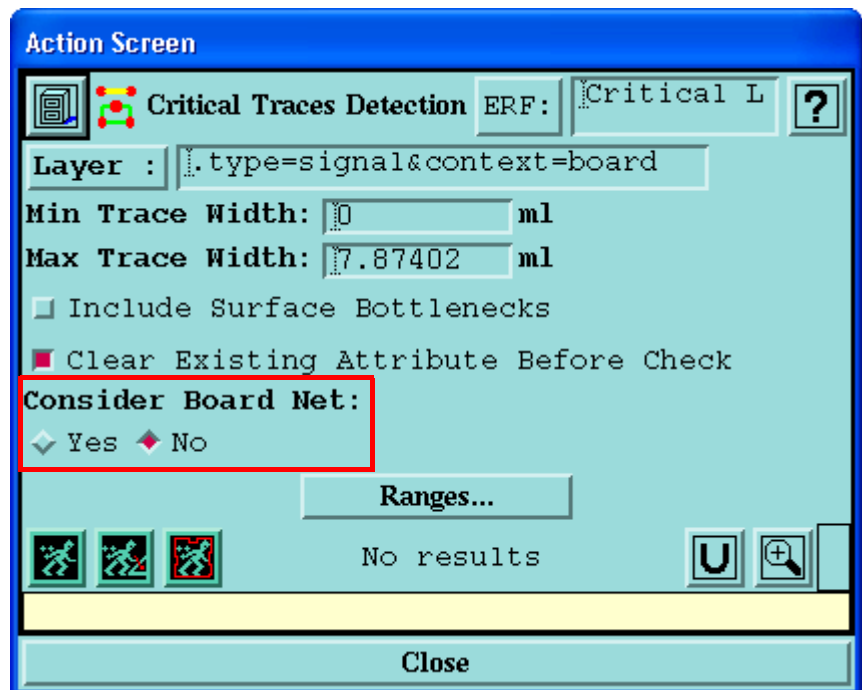 Action Screen
Critical Traces Detection ERF: Critical L ?
Layer : .type=signal&context=board
Min Trace Width: 0 ml
Max Trace Width: 7.87402 ml
Include Surface Bottlenecks
Clear Existing Attribute Before Check
Consider Board Net:
Yes No
Ranges...
No results U
Close